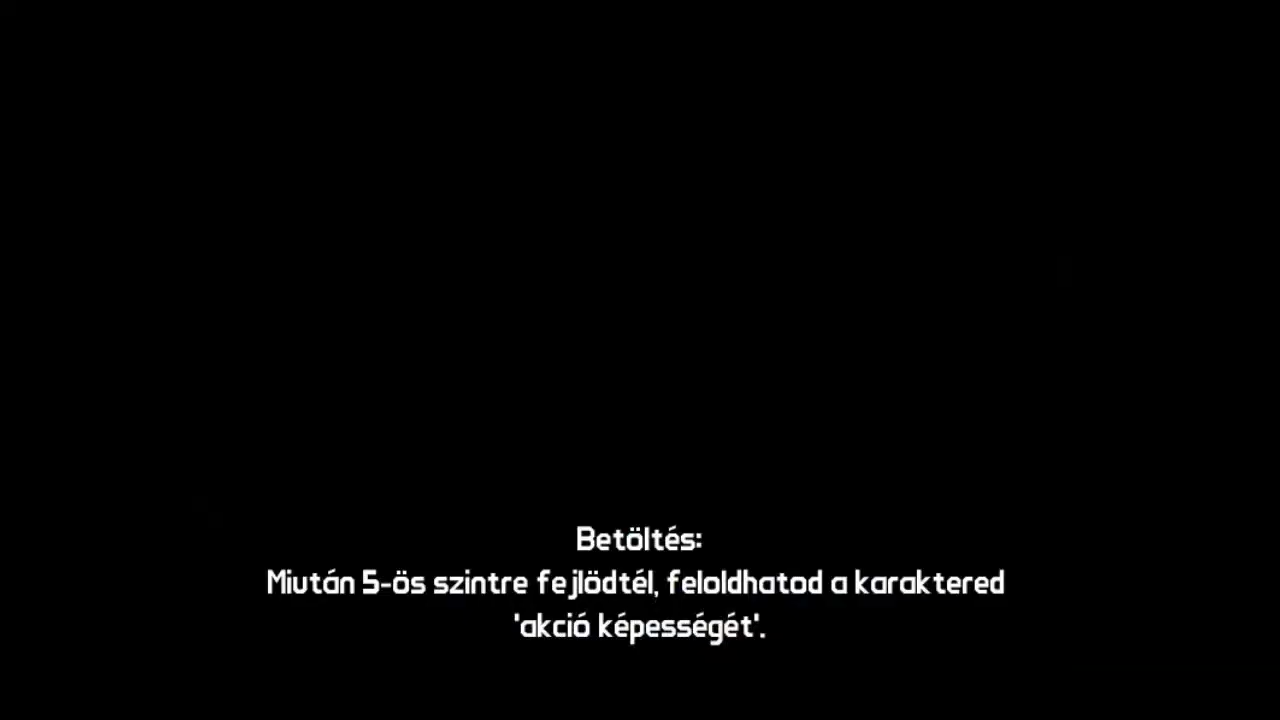 Betöltés:
Miután 5-ös szintre fejlödtél, feloldhatod a karaktered
'akció képességét'.